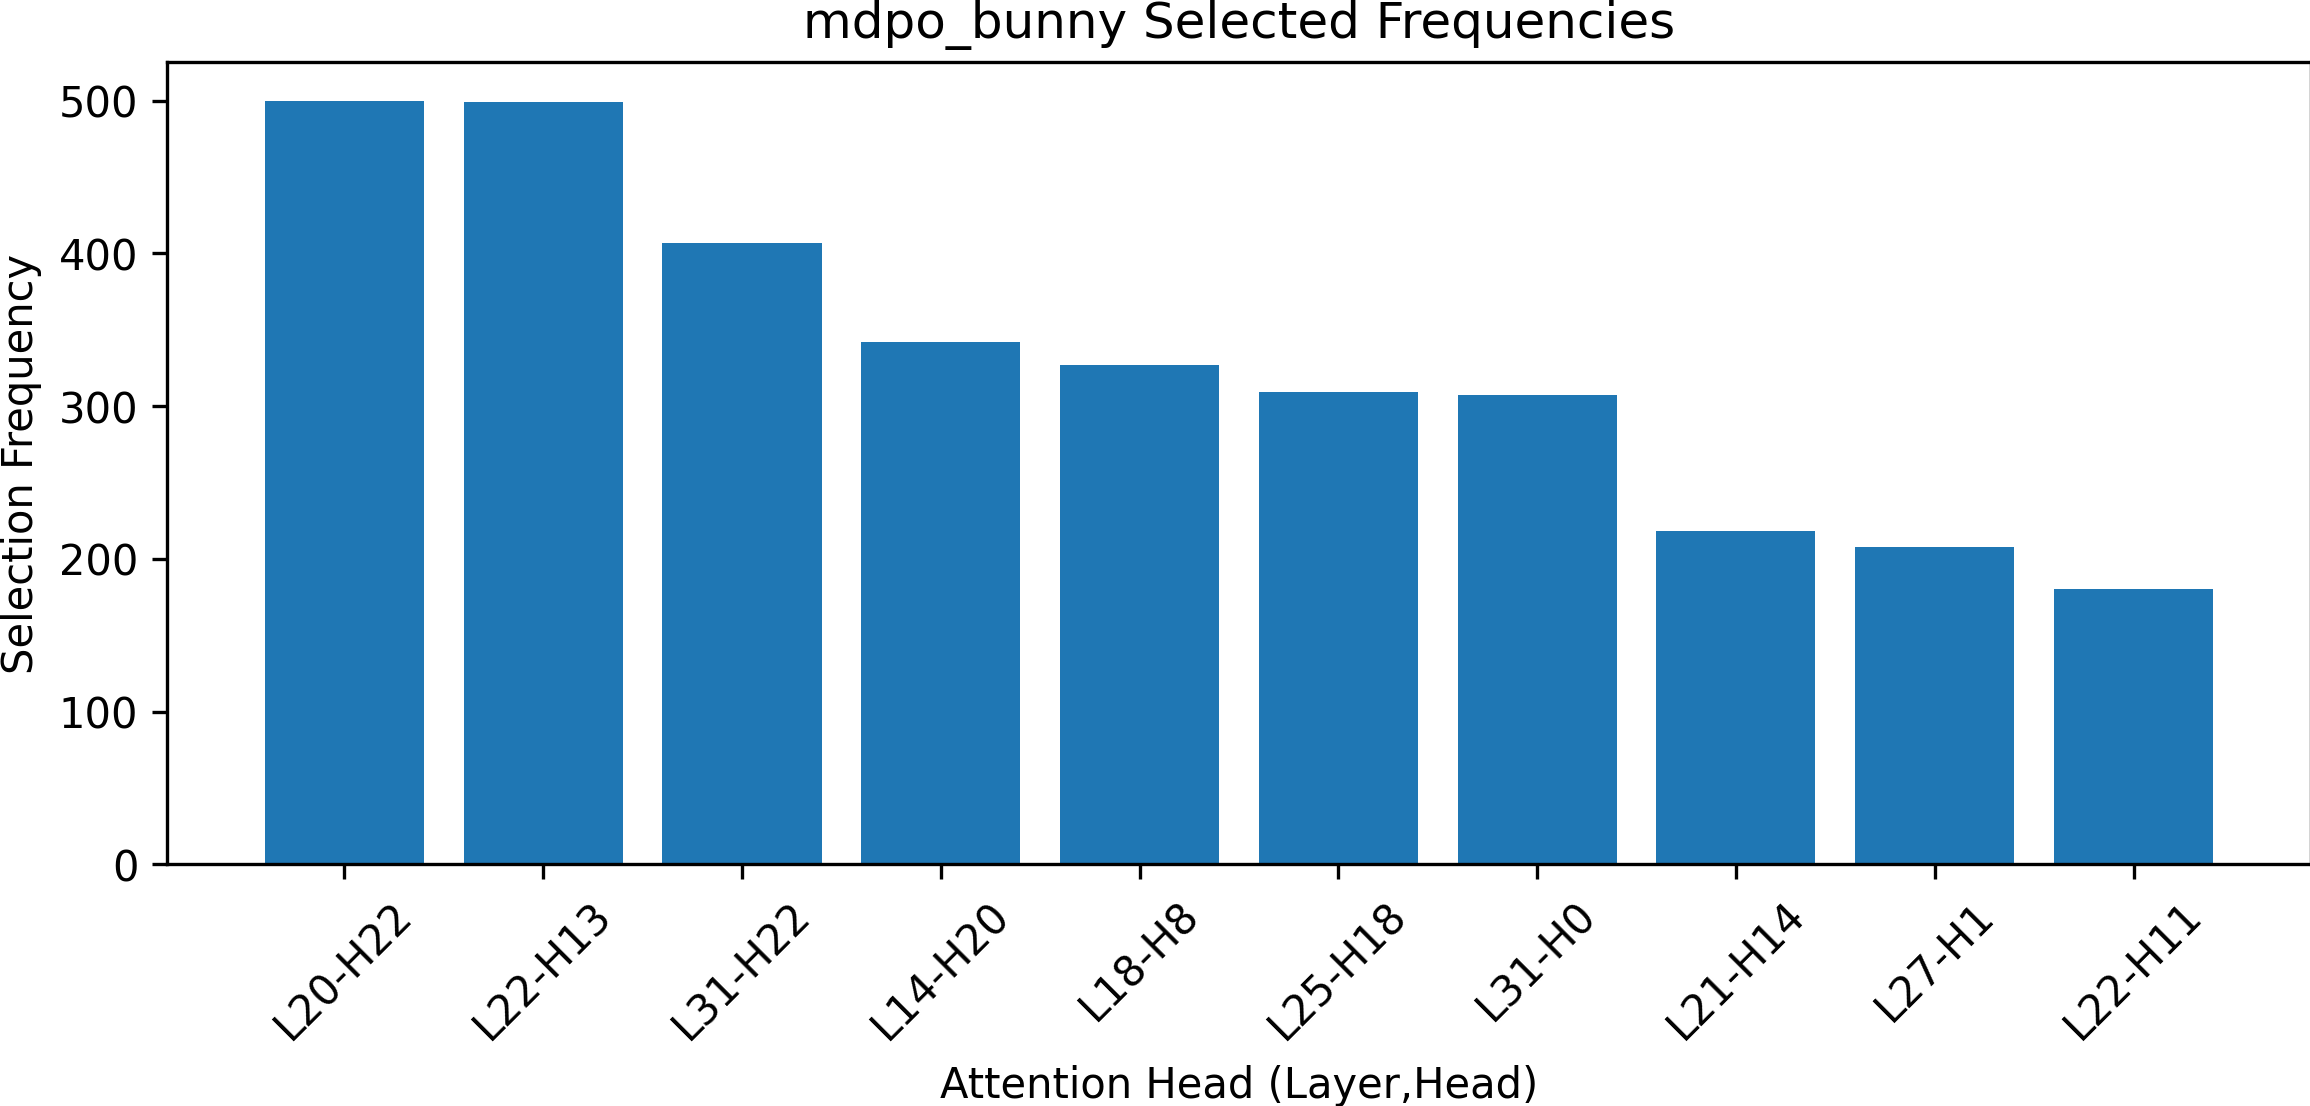 mdpo_bunny Selected Frequencies
Selection Frequency
500
400
300
200
100
0
L20-H22
L22-H13
L31-H22
L14-H20
L18-H8
L25-H18
L31-H0
L21-H14
L27-H1
L22-H11
Attention Head (Layer,Head)